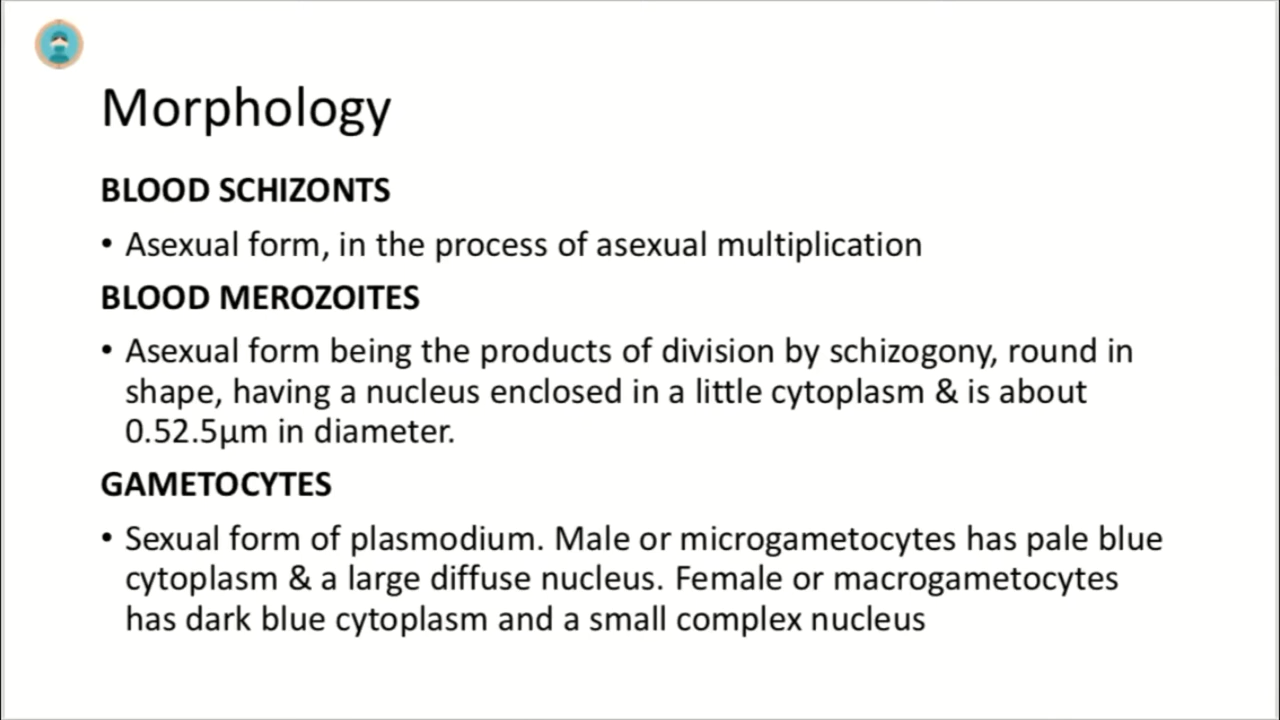 Morphology
BLOOD SCHIZONTS
• Asexual form, in the process of asexual multiplication
BLOOD MEROZOITES
• Asexual form being the products of division by schizogony, round in
shape, having a nucleus enclosed in a little cytoplasm & is about
0.52.5µm in diameter.
GAMETOCYTES
• Sexual form of plasmodium. Male or microgametocytes has pale blue
cytoplasm & a large diffuse nucleus. Female or macrogametocytes
has dark blue cytoplasm and a small complex nucleus